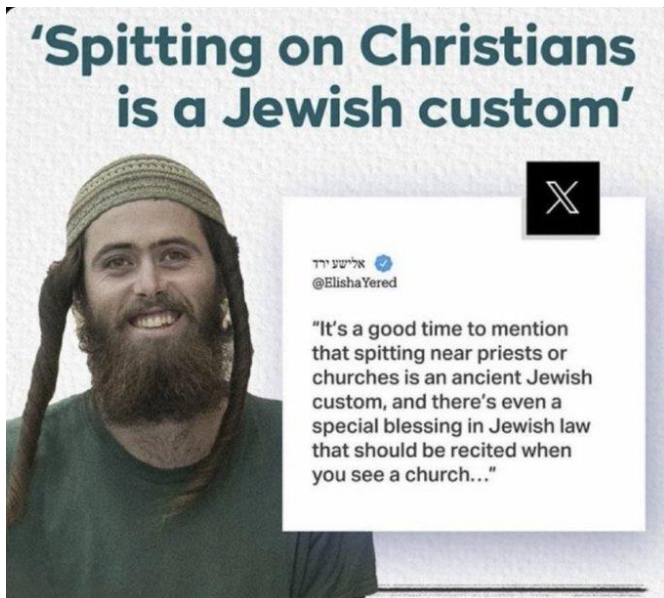 ‘Spitting on Christians
is a Jewish custom’
X
אלישע ירד
@ElishaYered
"It's a good time to mention
that spitting near priests or
churches is an ancient Jewish
custom, and there's even a
special blessing in Jewish law
that should be recited when
you see a church..."